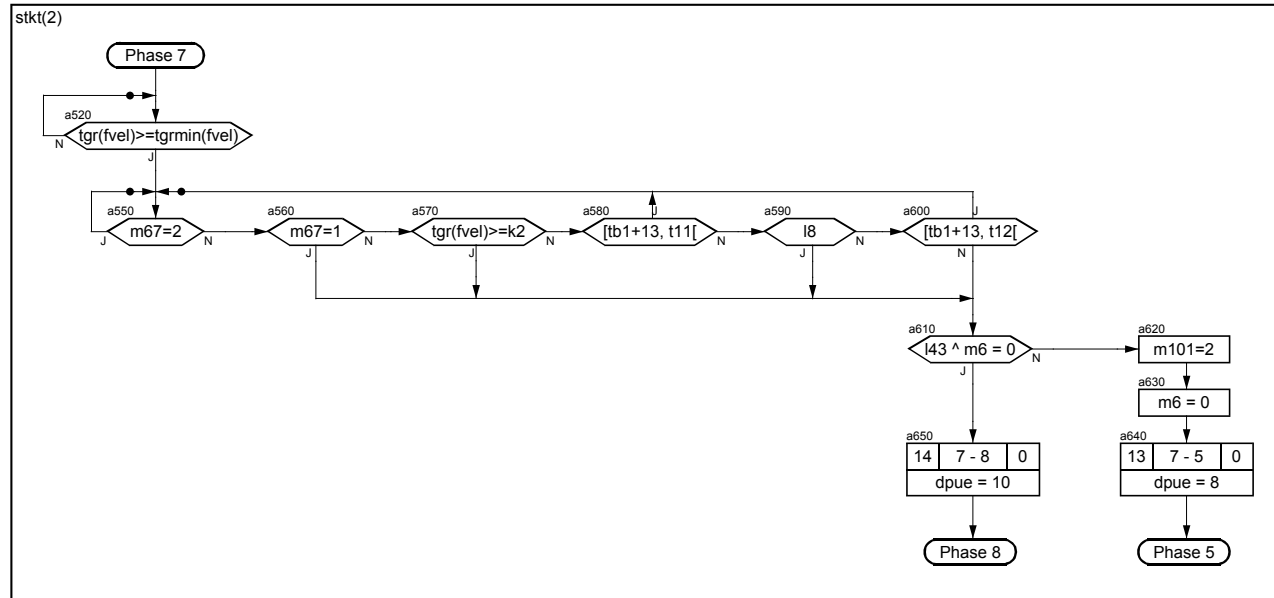 stkt(2)
Phase 7
a520
tgr(fvel)>=tgrmin(fvel)
N
J
a550
m67=2
J
N
a560
m67=1
N
J
a570
tgr(fvel)>=k2
N
J
a580
[tb1+13, t11[
J
N
a590
l8
N
J
a600
[tb1+13, t12[
J
N
a610
l43 ^ m6 = 0
N
J
a620
m101=2
a630
m6 = 0
a650
14 7 - 8 0
dpue = 10
a640
13 7 - 5 0
dpue = 8
Phase 8
Phase 5